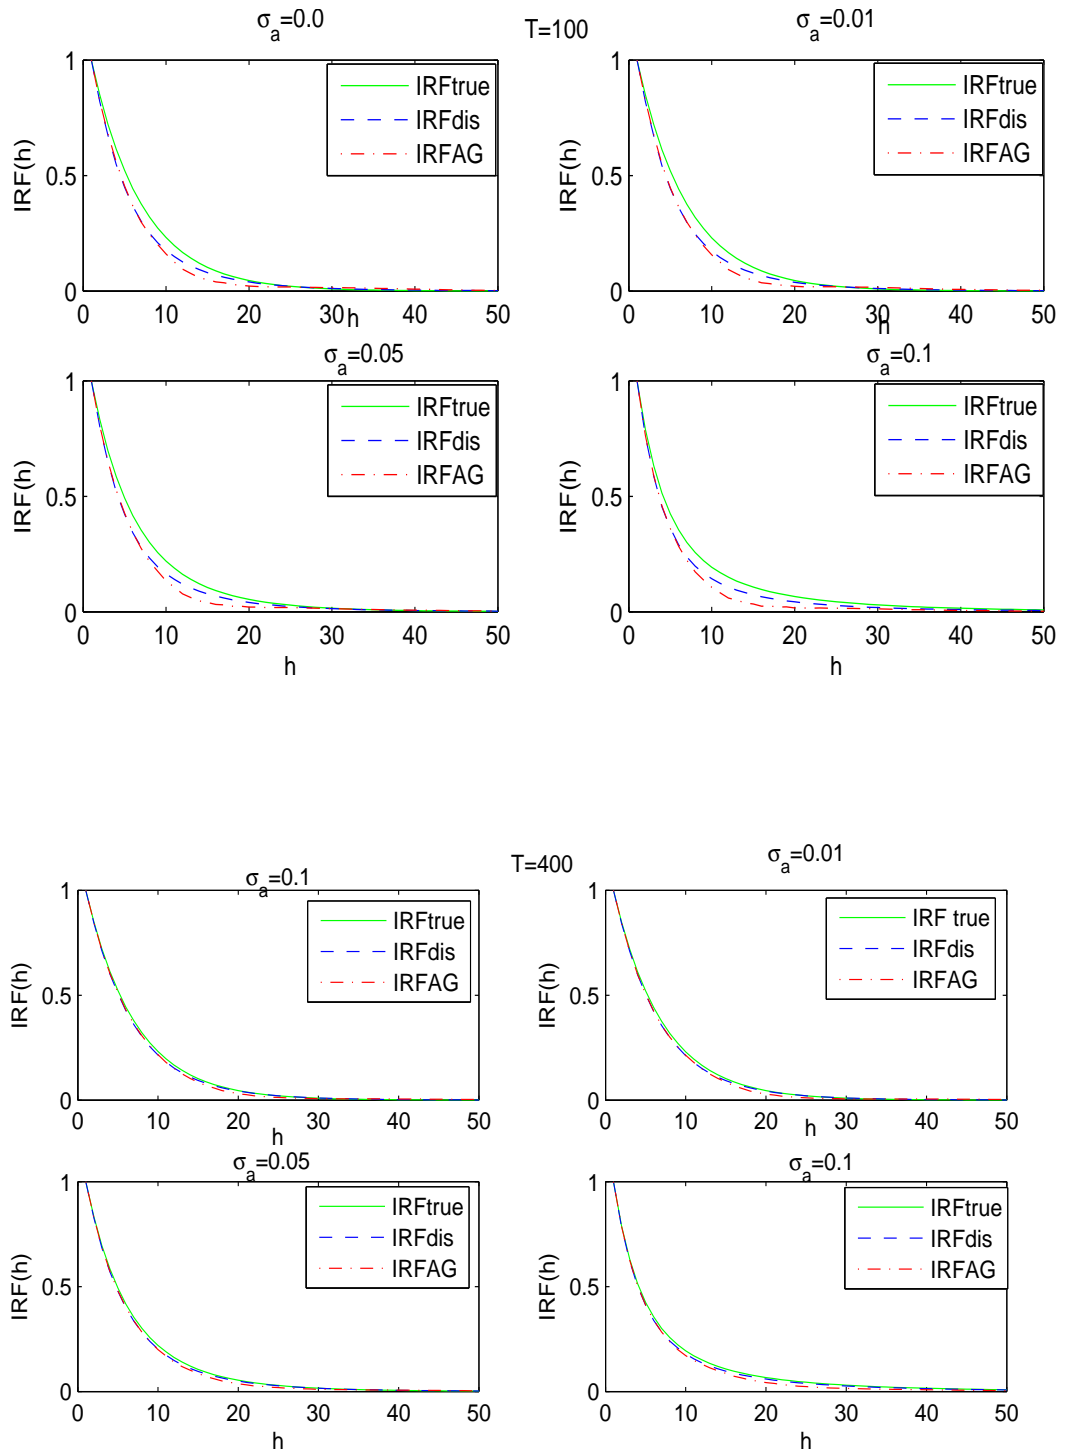 σa=0.0
T=100
σa=0.01
1
0.5
0
IRF(h)
IRFtrue
IRFdis
IRFAG
0 10 20 30 40 50
h
1
0.5
0
IRF(h)
IRFtrue
IRFdis
IRFAG
0 10 20 30 40 50
h
σa=0.05
1
0.5
0
IRF(h)
IRFtrue
IRFdis
IRFAG
0 10 20 30 40 50
h
σa=0.1
1
0.5
0
IRF(h)
IRFtrue
IRFdis
IRFAG
0 10 20 30 40 50
h
T=400
σa=0.1
1
0.5
0
IRF(h)
IRFtrue
IRFdis
IRFAG
0 10 20 30 40 50
h
σa=0.01
1
0.5
0
IRF(h)
IRF true
IRFdis
IRFAG
0 10 20 30 40 50
h
σa=0.05
1
0.5
0
IRF(h)
IRFtrue
IRFdis
IRFAG
0 10 20 30 40 50
h
σa=0.1
1
0.5
0
IRF(h)
IRFtrue
IRFdis
IRFAG
0 10 20 30 40 50
h